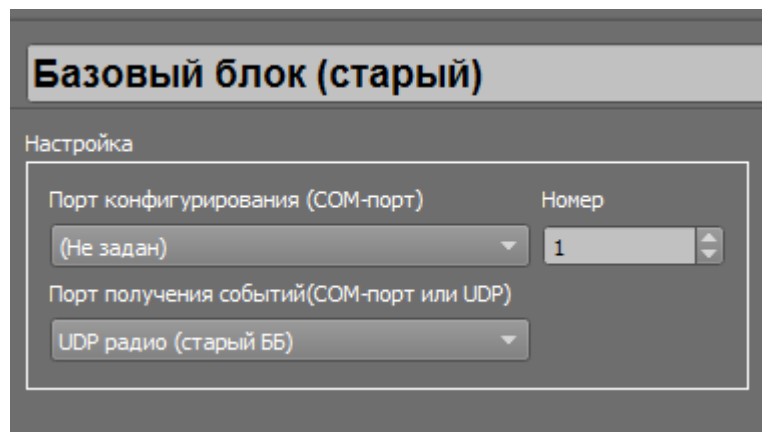 Базовый блок (старый)
Настройка
Порт конфигурирования (COM-порт) Номер
(Не задан) 1
Порт получения событий(COM-порт или UDP)
UDP радио (старый ББ)